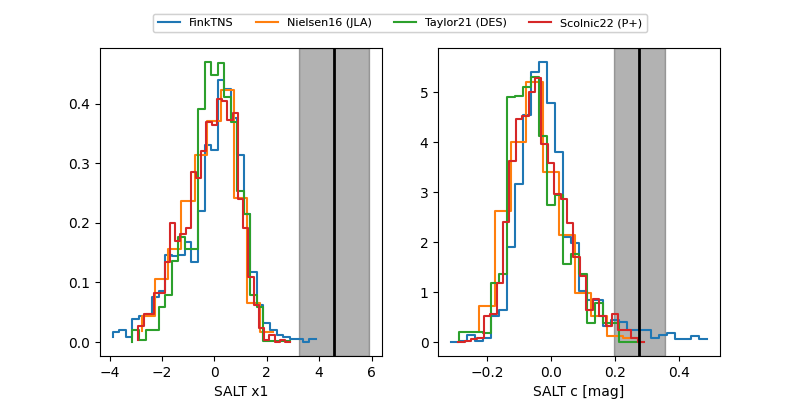 FinkTNS Nielsen16 (JLA) Taylor21 (DES) Scolnic22 (P+)
0.4
0.3
0.2
0.1
0.0
−4 −2 0 2 4 6
SALT x1
5
4
3
2
1
0
−0.2 0.0 0.2 0.4
SALT c [mag]